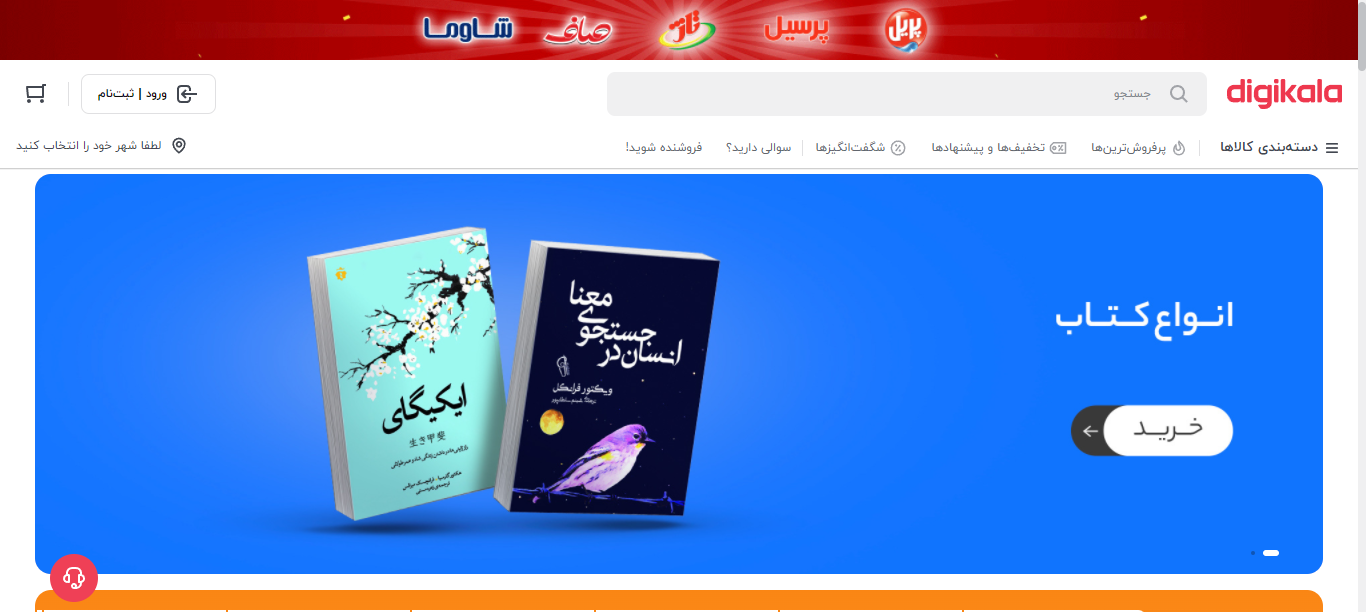 پریل پرسیل تاژ صاف شاوما
digikala
جستجو
ورود | ثبت‌نام
دسته‌بندی کالاها
پرفروش‌ترین‌ها
تخفیف‌ها و پیشنهادها
شگفت‌انگیزها
سوالی دارید؟
فروشنده شوید!
لطفا شهر خود را انتخاب کنید
انواع کتاب
خرید
معنا
جستجوی
انسان در
ویکتور فرانکل
ایکیگای
生き甲斐